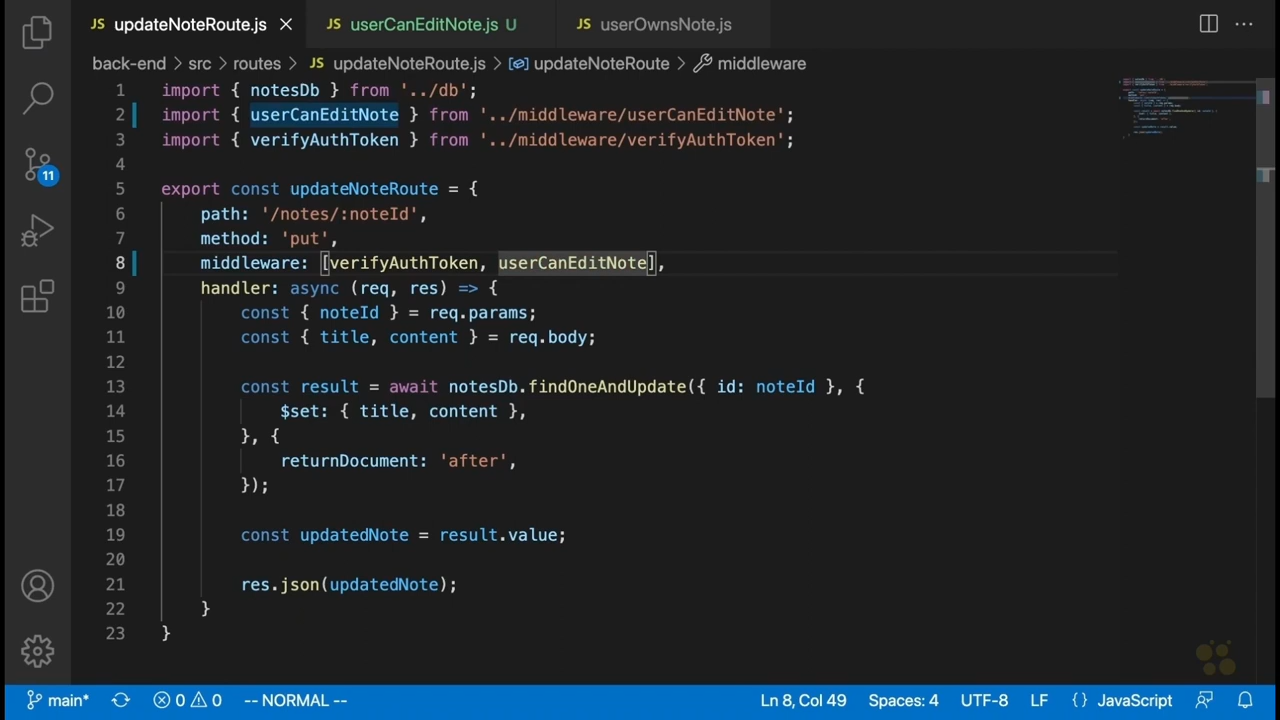 JS updateNoteRoute.js × JS userCanEditNote.js U JS userOwnsNote.js ...
back-end > src > routes > JS updateNoteRoute.js > updateNoteRoute > middleware
1 import { notesDb } from '../db';
2 import { userCanEditNote } from '../middleware/userCanEditNote';
3 import { verifyAuthToken } from '../middleware/verifyAuthToken';
4
5 export const updateNoteRoute = {
6 path: '/notes/:noteId',
7 method: 'put',
8 middleware: [verifyAuthToken, userCanEditNote],
9 handler: async (req, res) => {
10 const { noteId } = req.params;
11 const { title, content } = req.body;
12
13 const result = await notesDb.findOneAndUpdate({ id: noteId }, {
14 $set: { title, content },
15 }, {
16 returnDocument: 'after',
17 });
18
19 const updatedNote = result.value;
20
21 res.json(updatedNote);
22 }
23 }
11
main* 0 0 -- NORMAL -- Ln 8, Col 49 Spaces: 4 UTF-8 LF {} JavaScript